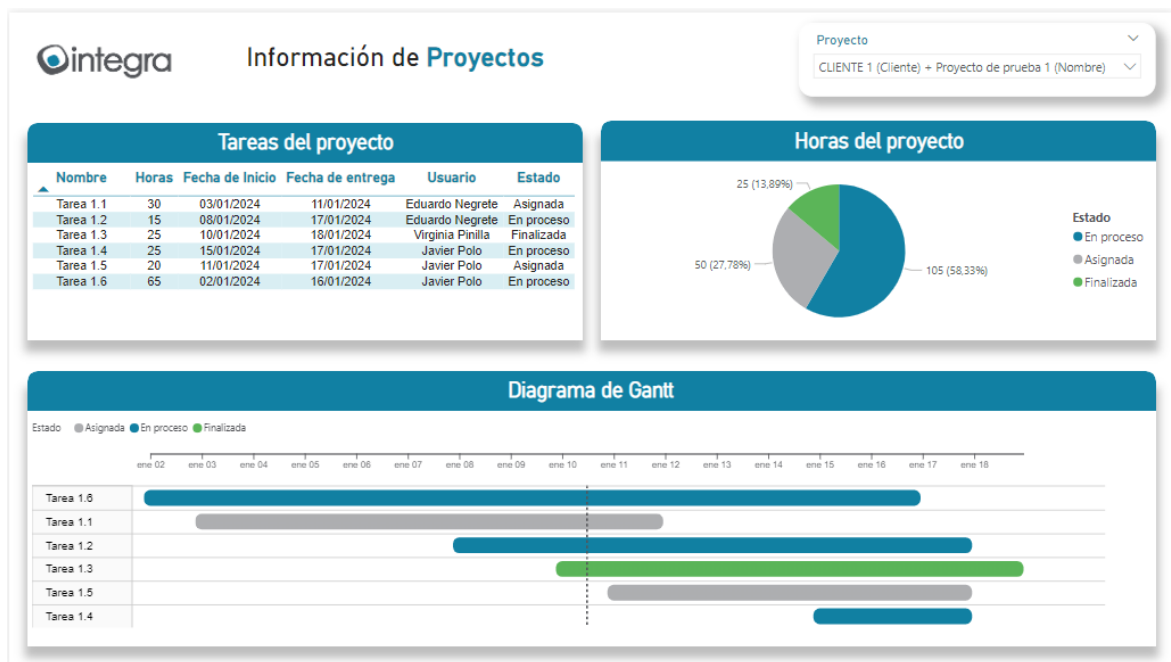 integra
Información de Proyectos
Proyecto
CLIENTE 1 (Cliente) + Proyecto de prueba 1 (Nombre)
Tareas del proyecto
Nombre Horas Fecha de Inicio Fecha de entrega Usuario Estado
Tarea 1.1 30 03/01/2024 11/01/2024 Eduardo Negrete Asignada
Tarea 1.2 15 08/01/2024 17/01/2024 Eduardo Negrete En proceso
Tarea 1.3 25 10/01/2024 18/01/2024 Virginia Pinilla Finalizada
Tarea 1.4 25 15/01/2024 17/01/2024 Javier Polo En proceso
Tarea 1.5 20 11/01/2024 17/01/2024 Javier Polo Asignada
Tarea 1.6 65 02/01/2024 16/01/2024 Javier Polo En proceso
Horas del proyecto
25 (13,89%)
50 (27,78%)
105 (58,33%)
Estado
En proceso
Asignada
Finalizada
Diagrama de Gantt
Estado Asignada En proceso Finalizada
ene 02 ene 03 ene 04 ene 05 ene 06 ene 07 ene 08 ene 09 ene 10 ene 11 ene 12 ene 13 ene 14 ene 15 ene 16 ene 17 ene 18
Tarea 1.6
Tarea 1.1
Tarea 1.2
Tarea 1.3
Tarea 1.5
Tarea 1.4